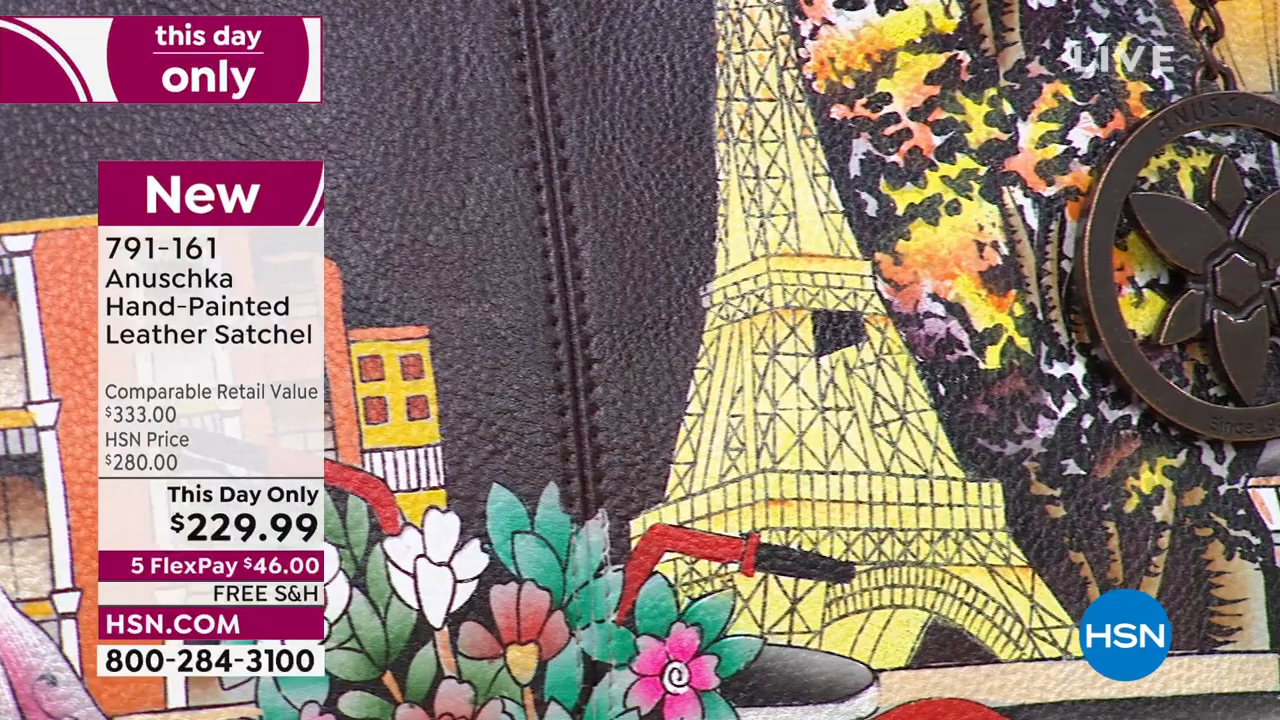 this day
only
LIVE
New
791-161
Anuschka
Hand-Painted
Leather Satchel
Comparable Retail Value
$333.00
HSN Price
$280.00
This Day Only
$229.99
5 FlexPay $46.00
FREE S&H
HSN.COM
800-284-3100
HSN